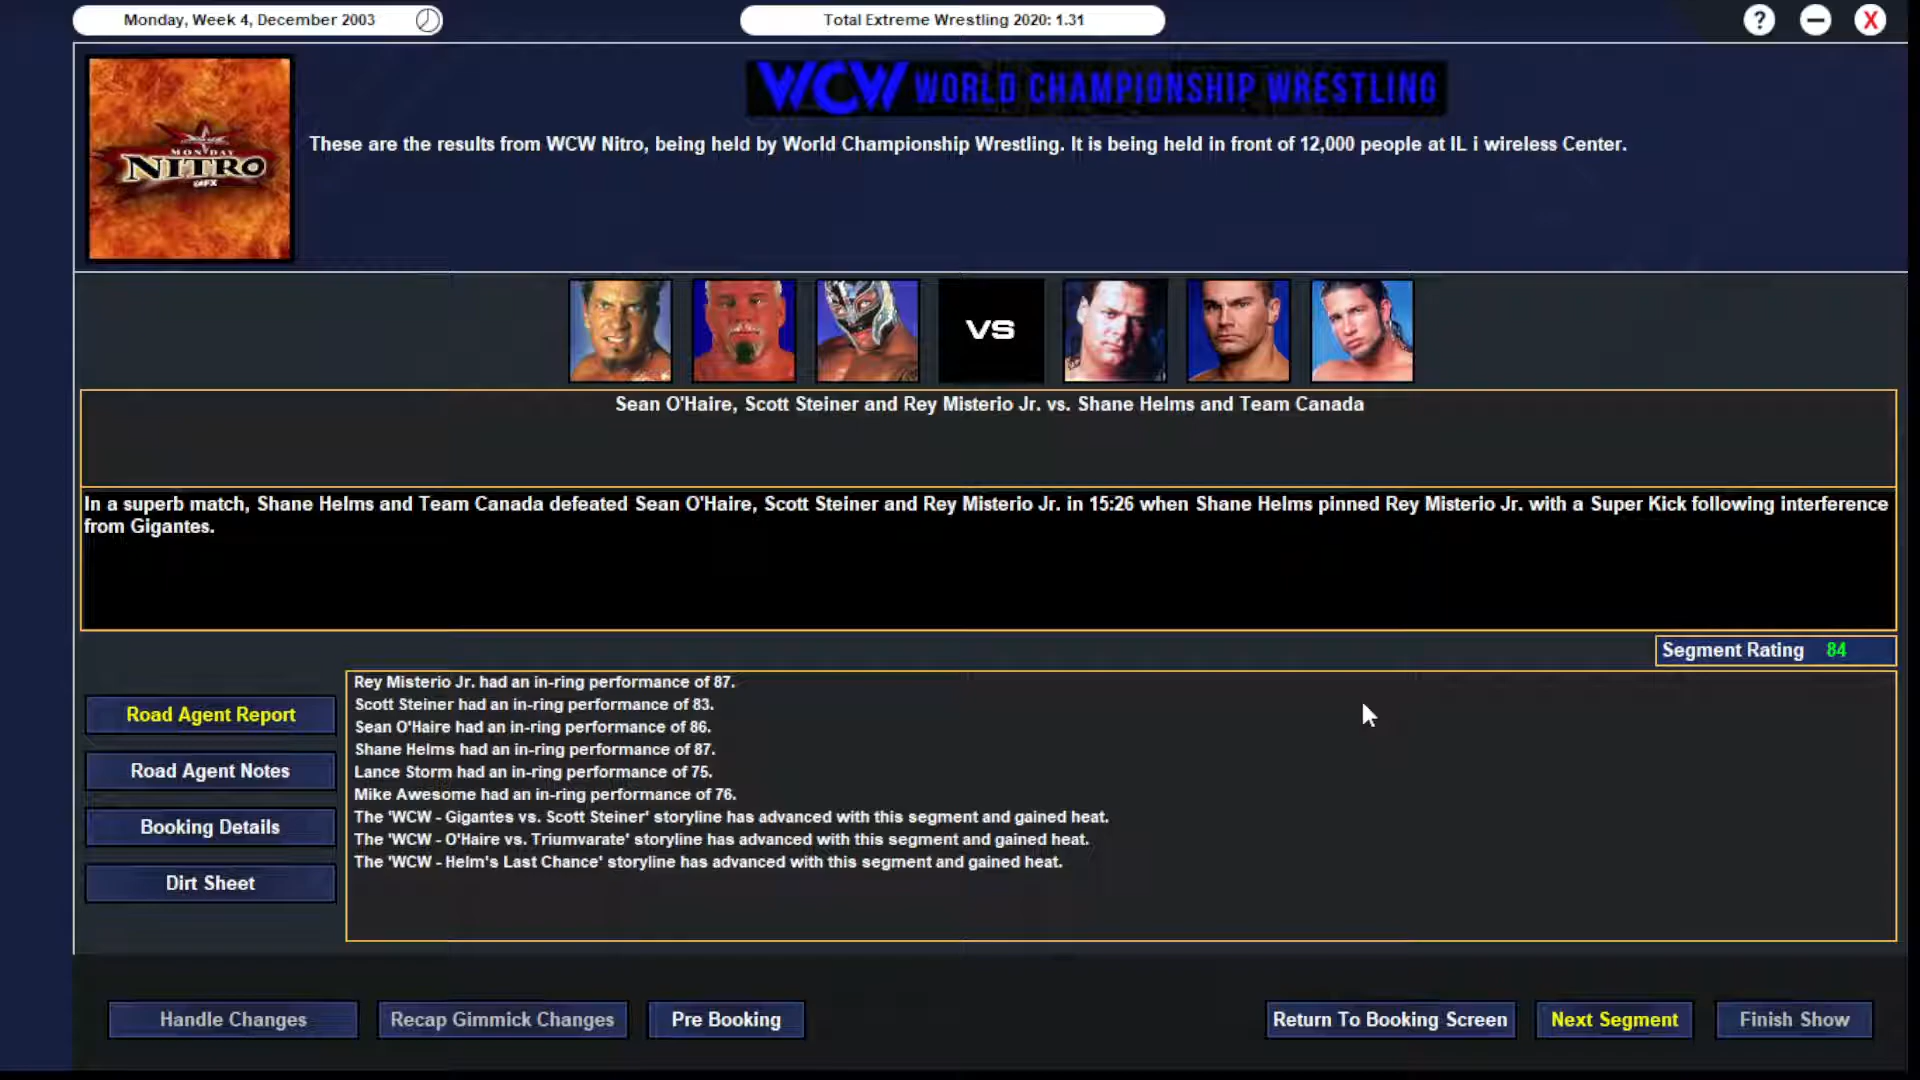 Monday, Week 4, December 2003
Total Extreme Wrestling 2020: 1.31
?
X
WCW WORLD CHAMPIONSHIP WRESTLING
MONDAY
NITRO
These are the results from WCW Nitro, being held by World Championship Wrestling. It is being held in front of 12,000 people at IL i wireless Center.
VS
Sean O'Haire, Scott Steiner and Rey Misterio Jr. vs. Shane Helms and Team Canada
In a superb match, Shane Helms and Team Canada defeated Sean O'Haire, Scott Steiner and Rey Misterio Jr. in 15:26 when Shane Helms pinned Rey Misterio Jr. with a Super Kick following interference
from Gigantes.
Segment Rating 84
Road Agent Report
Road Agent Notes
Booking Details
Dirt Sheet
Rey Misterio Jr. had an in-ring performance of 87.
Scott Steiner had an in-ring performance of 83.
Sean O'Haire had an in-ring performance of 86.
Shane Helms had an in-ring performance of 87.
Lance Storm had an in-ring performance of 75.
Mike Awesome had an in-ring performance of 76.
The 'WCW - Gigantes vs. Scott Steiner' storyline has advanced with this segment and gained heat.
The 'WCW - O'Haire vs. Triumvarate' storyline has advanced with this segment and gained heat.
The 'WCW - Helm's Last Chance' storyline has advanced with this segment and gained heat.
Handle Changes
Recap Gimmick Changes
Pre Booking
Return To Booking Screen
Next Segment
Finish Show